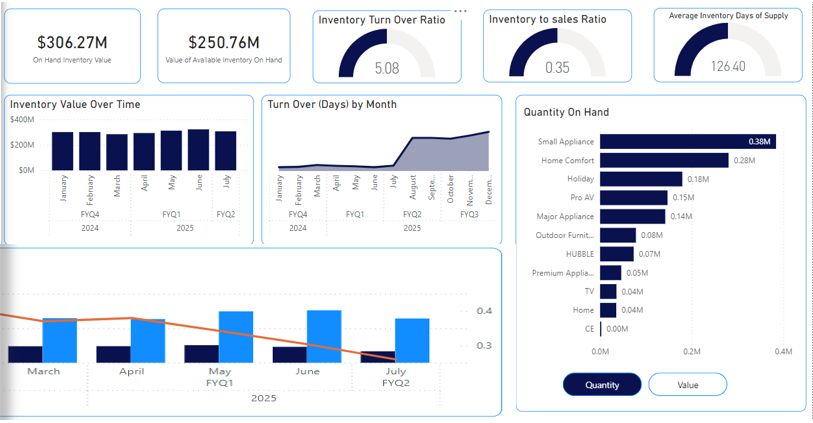 $306.27M
On Hand Inventory Value
$250.76M
Value of Available Inventory On Hand
Inventory Turn Over Ratio
5.08
Inventory to sales Ratio
0.35
Average Inventory Days of Supply
126.40
Inventory Value Over Time
$400M
$200M
$0M
January
February
March
April
May
June
July
FYQ4
FYQ1
FYQ2
2024
2025
Turn Over (Days) by Month
January
February
March
April
May
June
July
August
Septe...
October
Novem...
Decem...
FYQ4
FYQ1
FYQ2
FYQ3
2024
2025
Quantity On Hand
Small Appliance 0.38M
Home Comfort 0.28M
Holiday 0.18M
Pro AV 0.15M
Major Appliance 0.14M
Outdoor Furnit... 0.08M
HUBBLE 0.07M
Premium Applia... 0.05M
TV 0.04M
Home 0.04M
CE 0.00M
0.0M 0.2M 0.4M
Quantity
Value
0.4
0.3
March
April
May
June
July
FYQ1
FYQ2
2025